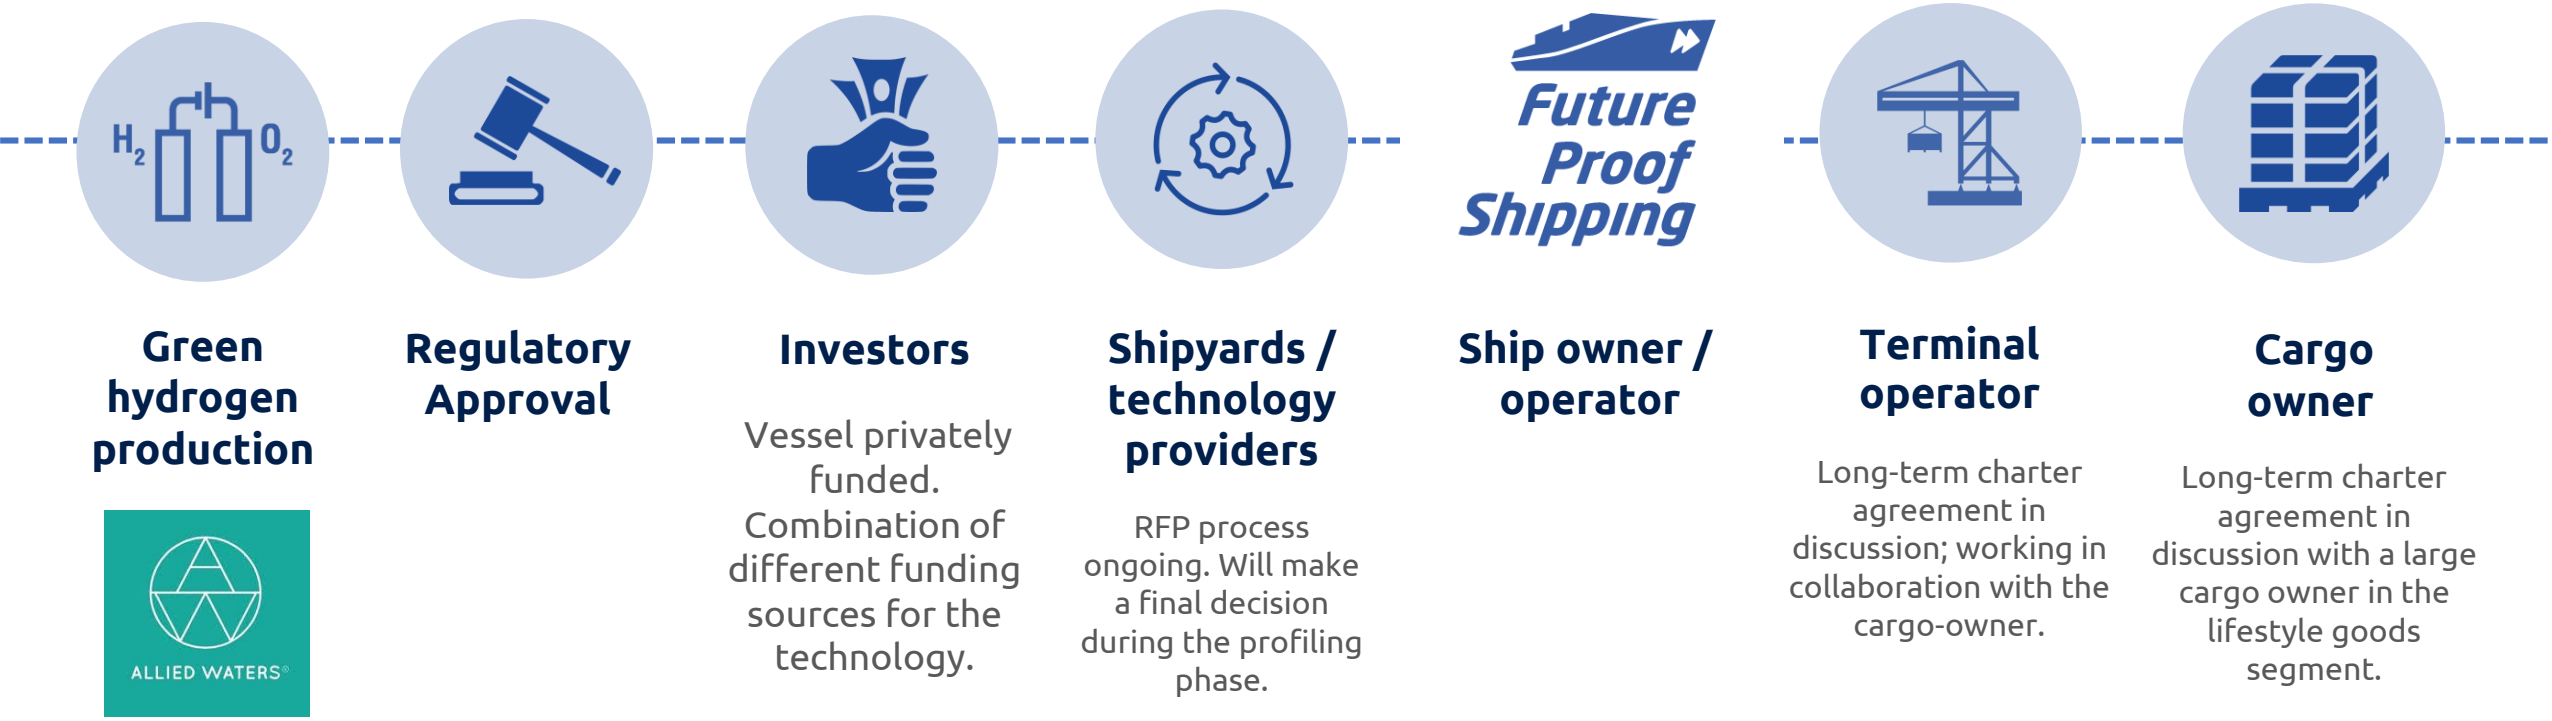 H2
O2
Green
hydrogen
production
ALLIED WATERS®
Regulatory
Approval
Investors
Vessel privately
funded.
Combination of
different funding
sources for the
technology.
Shipyards /
technology
providers
RFP process
ongoing. Will make
a final decision
during the profiling
phase.
Future
Proof
Shipping
Ship owner /
operator
Terminal
operator
Long-term charter
agreement in
discussion; working in
collaboration with the
cargo-owner.
Cargo
owner
Long-term charter
agreement in
discussion with a large
cargo owner in the
lifestyle goods
segment.